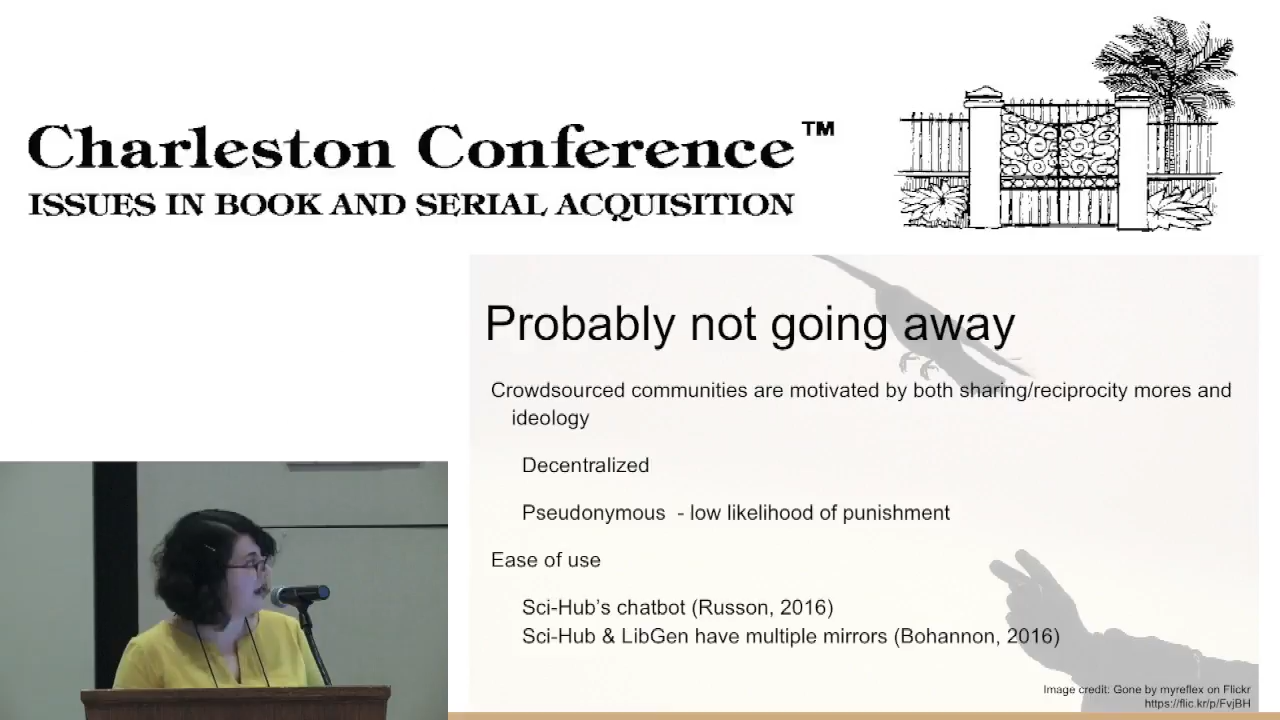 Charleston Conference™
ISSUES IN BOOK AND SERIAL ACQUISITION
Probably not going away
Crowdsourced communities are motivated by both sharing/reciprocity mores and
ideology
Decentralized
Pseudonymous - low likelihood of punishment
Ease of use
Sci-Hub's chatbot (Russon, 2016)
Sci-Hub & LibGen have multiple mirrors (Bohannon, 2016)
Image credit: Gone by myreflex on Flickr
https://flic.kr/p/FvjBH